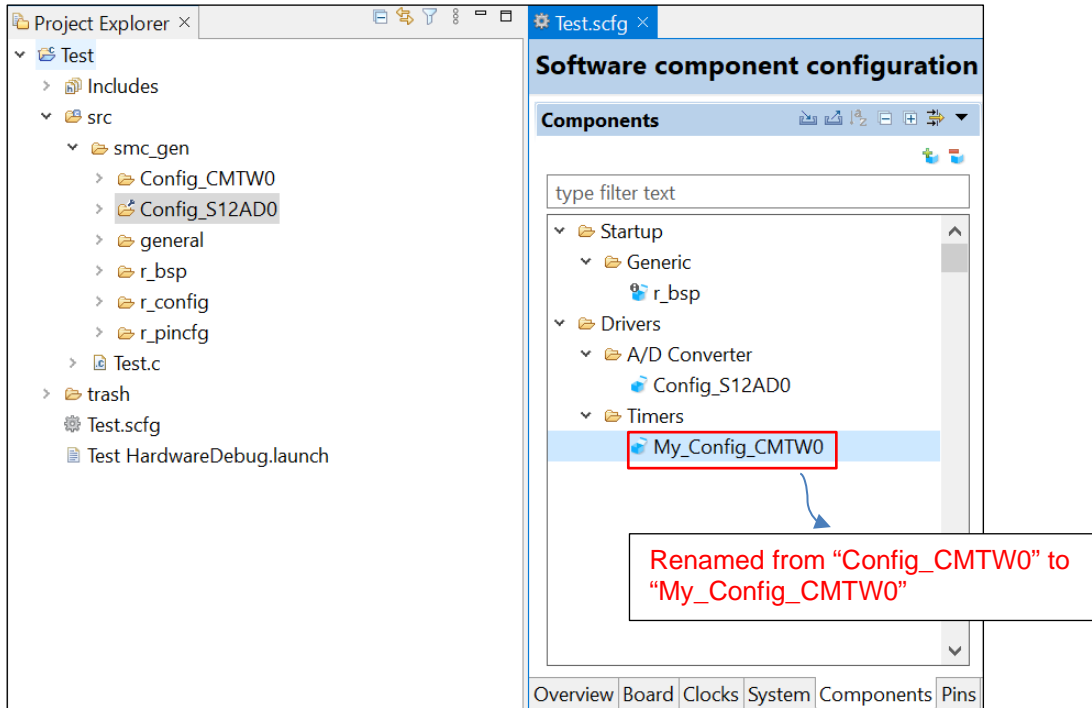 Project Explorer
Test
Includes
src
smc_gen
Config_CMTW0
Config_S12AD0
general
r_bsp
r_config
r_pincfg
Test.c
trash
Test.scfg
Test HardwareDebug.launch
Test.scfg
Software component configuration
Components
type filter text
Startup
Generic
r_bsp
Drivers
A/D Converter
Config_S12AD0
Timers
My_Config_CMTW0
Renamed from “Config_CMTW0” to
“My_Config_CMTW0”
Overview Board Clocks System Components Pins